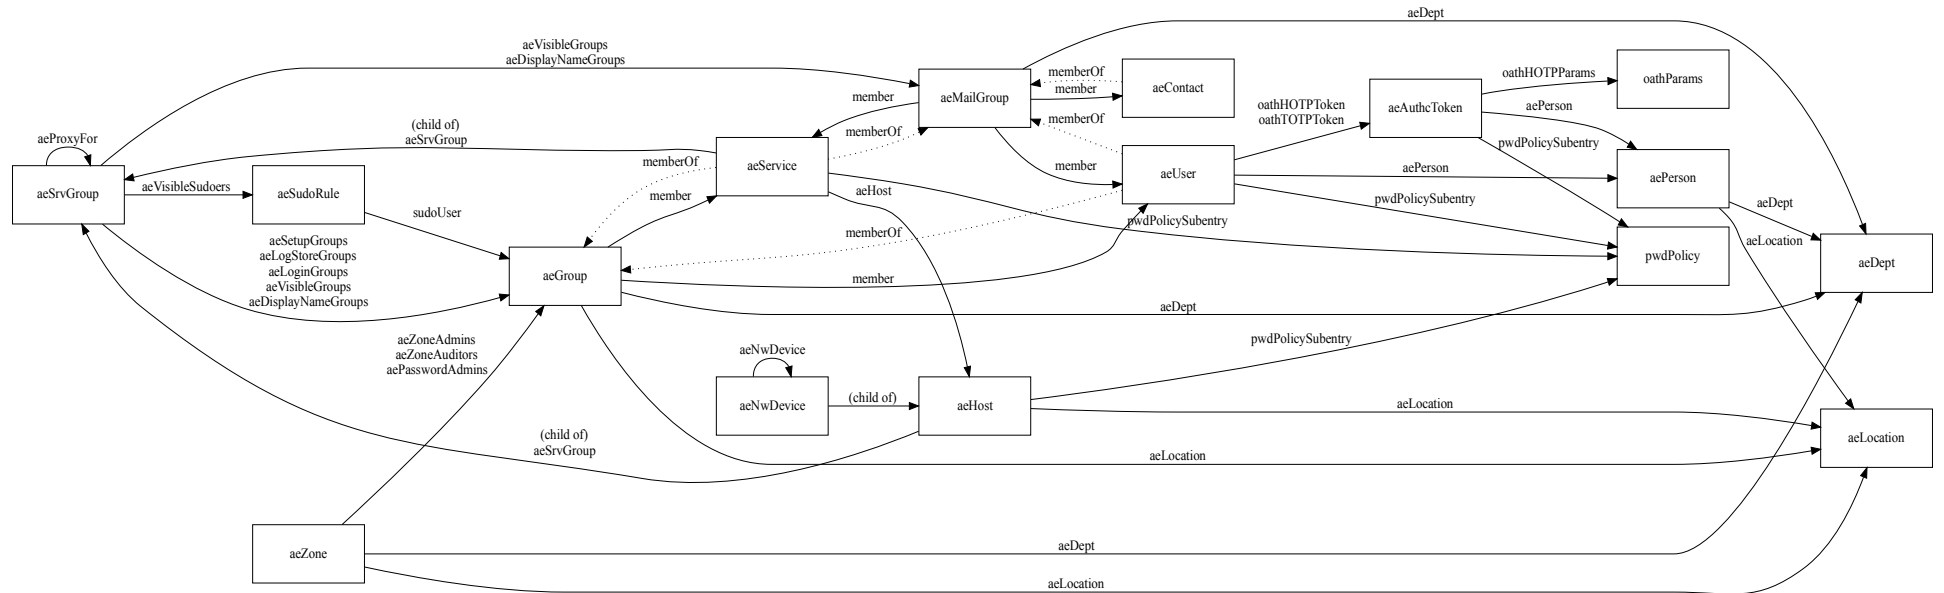 aeDept
aeVisibleGroups
aeDisplayNameGroups
memberOf
member
aeContact
oathHOTPParams
oathParams
aeMailGroup
member
oathHOTPToken
oathTOTPToken
aeAuthcToken
aePerson
aeProxyFor
(child of)
aeSrvGroup
memberOf
memberOf
pwdPolicySubentry
aeService
memberOf
member
aeUser
aePerson
aePerson
aeSrvGroup
aeVisibleSudoers
aeSudoRule
member
aeHost
pwdPolicySubentry
aeDept
sudoUser
pwdPolicySubentry
memberOf
aeLocation
aeSetupGroups
aeLogStoreGroups
aeLoginGroups
aeVisibleGroups
aeDisplayNameGroups
aeGroup
member
pwdPolicy
aeDept
aeDept
aeZoneAdmins
aeZoneAuditors
aePasswordAdmins
aeNwDevice
pwdPolicySubentry
aeNwDevice
(child of)
aeHost
aeLocation
(child of)
aeSrvGroup
aeLocation
aeLocation
aeZone
aeDept
aeLocation